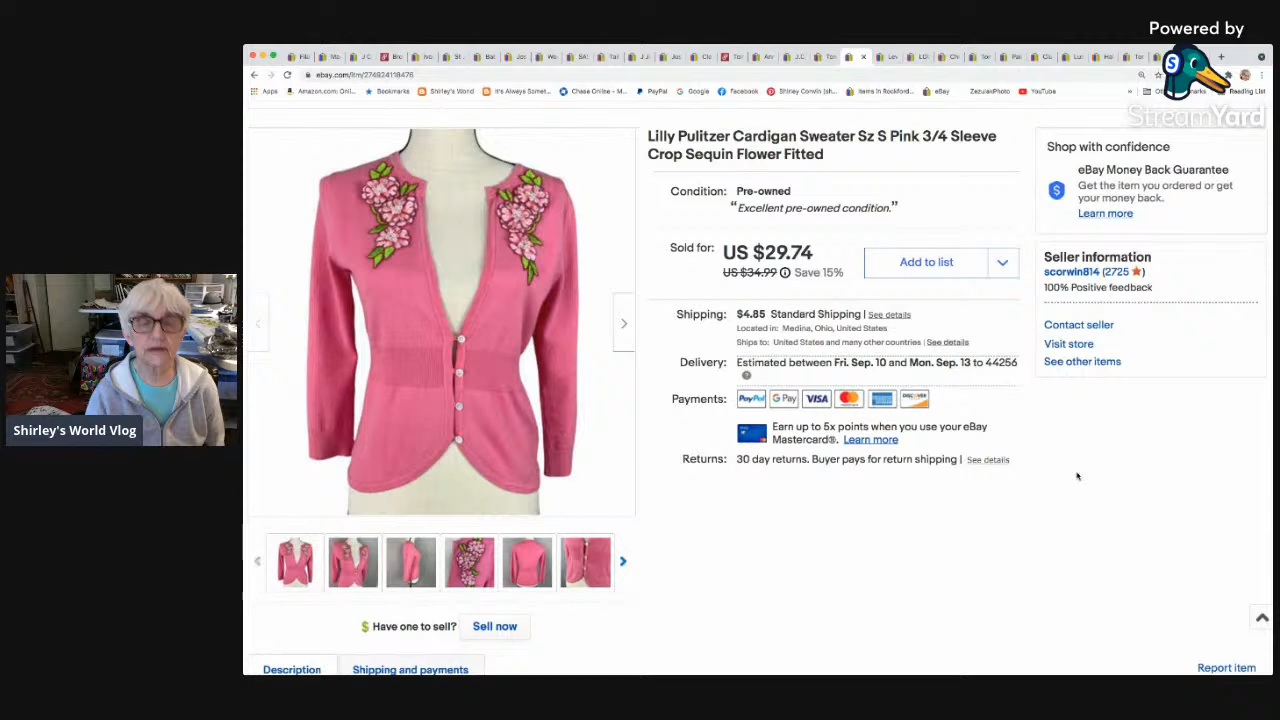 Powered by
StreamYard
ebay.com/itm/274924118476
Apps
Amazon.com: Onli...
Bookmarks
Shirley's World
It's Always Somet...
Chase Online - M...
PayPal
Google
Facebook
Shirley Convin (sh...
Items in Rockford...
eBay
ZezulakPhoto
YouTube
Reading List
Lilly Pulitzer Cardigan Sweater Sz S Pink 3/4 Sleeve
Crop Sequin Flower Fitted
Condition: Pre-owned
“Excellent pre-owned condition.”
Sold for: US $29.74
US $34.99 Save 15%
Add to list
Shipping: $4.85 Standard Shipping | See details
Located in: Medina, Ohio, United States
Ships to: United States and many other countries | See details
Delivery: Estimated between Fri. Sep. 10 and Mon. Sep. 13 to 44256
Payments: PayPal G Pay VISA
Earn up to 5x points when you use your eBay
Mastercard®. Learn more
Returns: 30 day returns. Buyer pays for return shipping | See details
Shop with confidence
eBay Money Back Guarantee
Get the item you ordered or get
your money back.
Learn more
Seller information
scorwin814 (2725 )
100% Positive feedback
Contact seller
Visit store
See other items
Shirley's World Vlog
Have one to sell? Sell now
Description
Shipping and payments
Report item